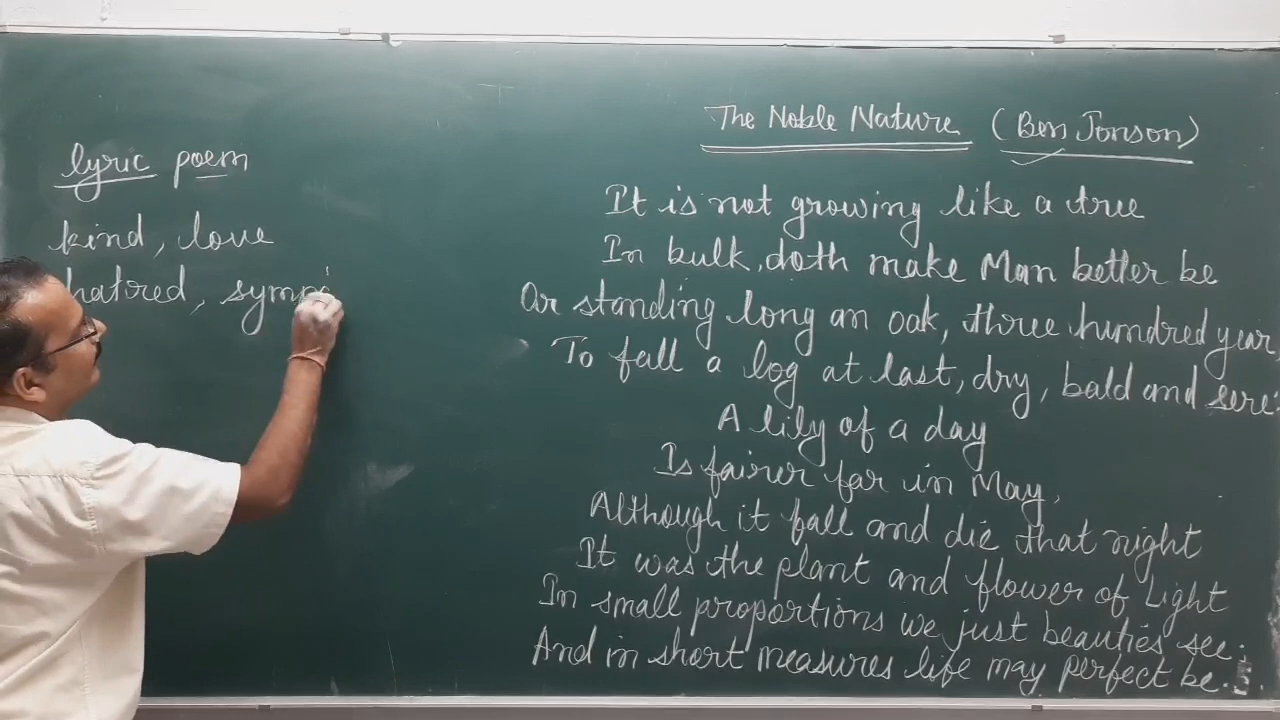 lyric poem
kind, love
hatred, symp
The Noble Nature (Ben Jonson)
It is not growing like a tree
In bulk, doth make Man better be
Or standing long an oak, three hundred year
To fall a log at last, dry, bald and sere:
A lily of a day
Is fairer far in May,
Although it fall and die that night
It was the plant and flower of Light
In small proportions we just beauties see;
And in short measures life may perfect be.